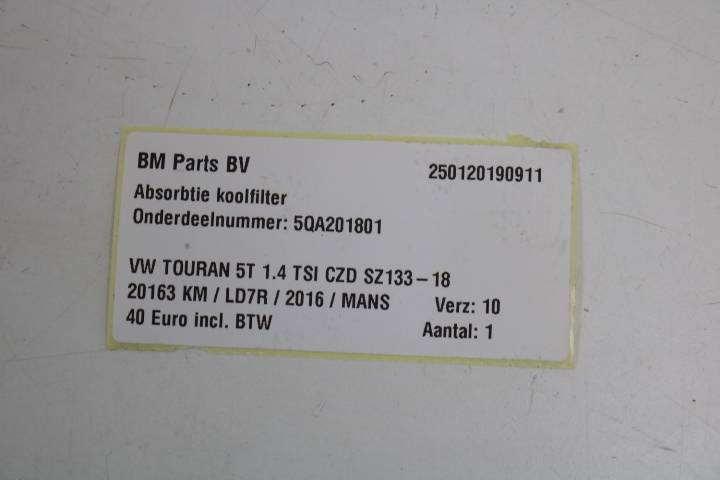 BM Parts BV 250120190911
Absorbtie koolfilter
Onderdeelnummer: 5QA201801
VW TOURAN 5T 1.4 TSI CZD SZ133-18
20163 KM / LD7R / 2016 / MANS Verz: 10
40 Euro incl. BTW Aantal: 1